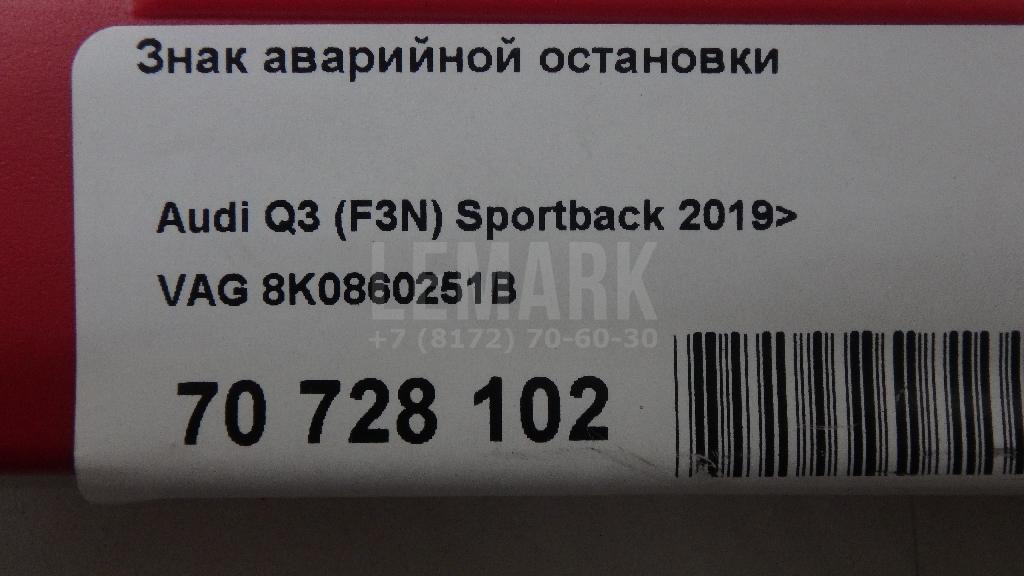 Знак аварийной остановки
Audi Q3 (F3N) Sportback 2019>
VAG 8K0860251B
LEMARK
+7 (8172) 70-60-30
70 728 102